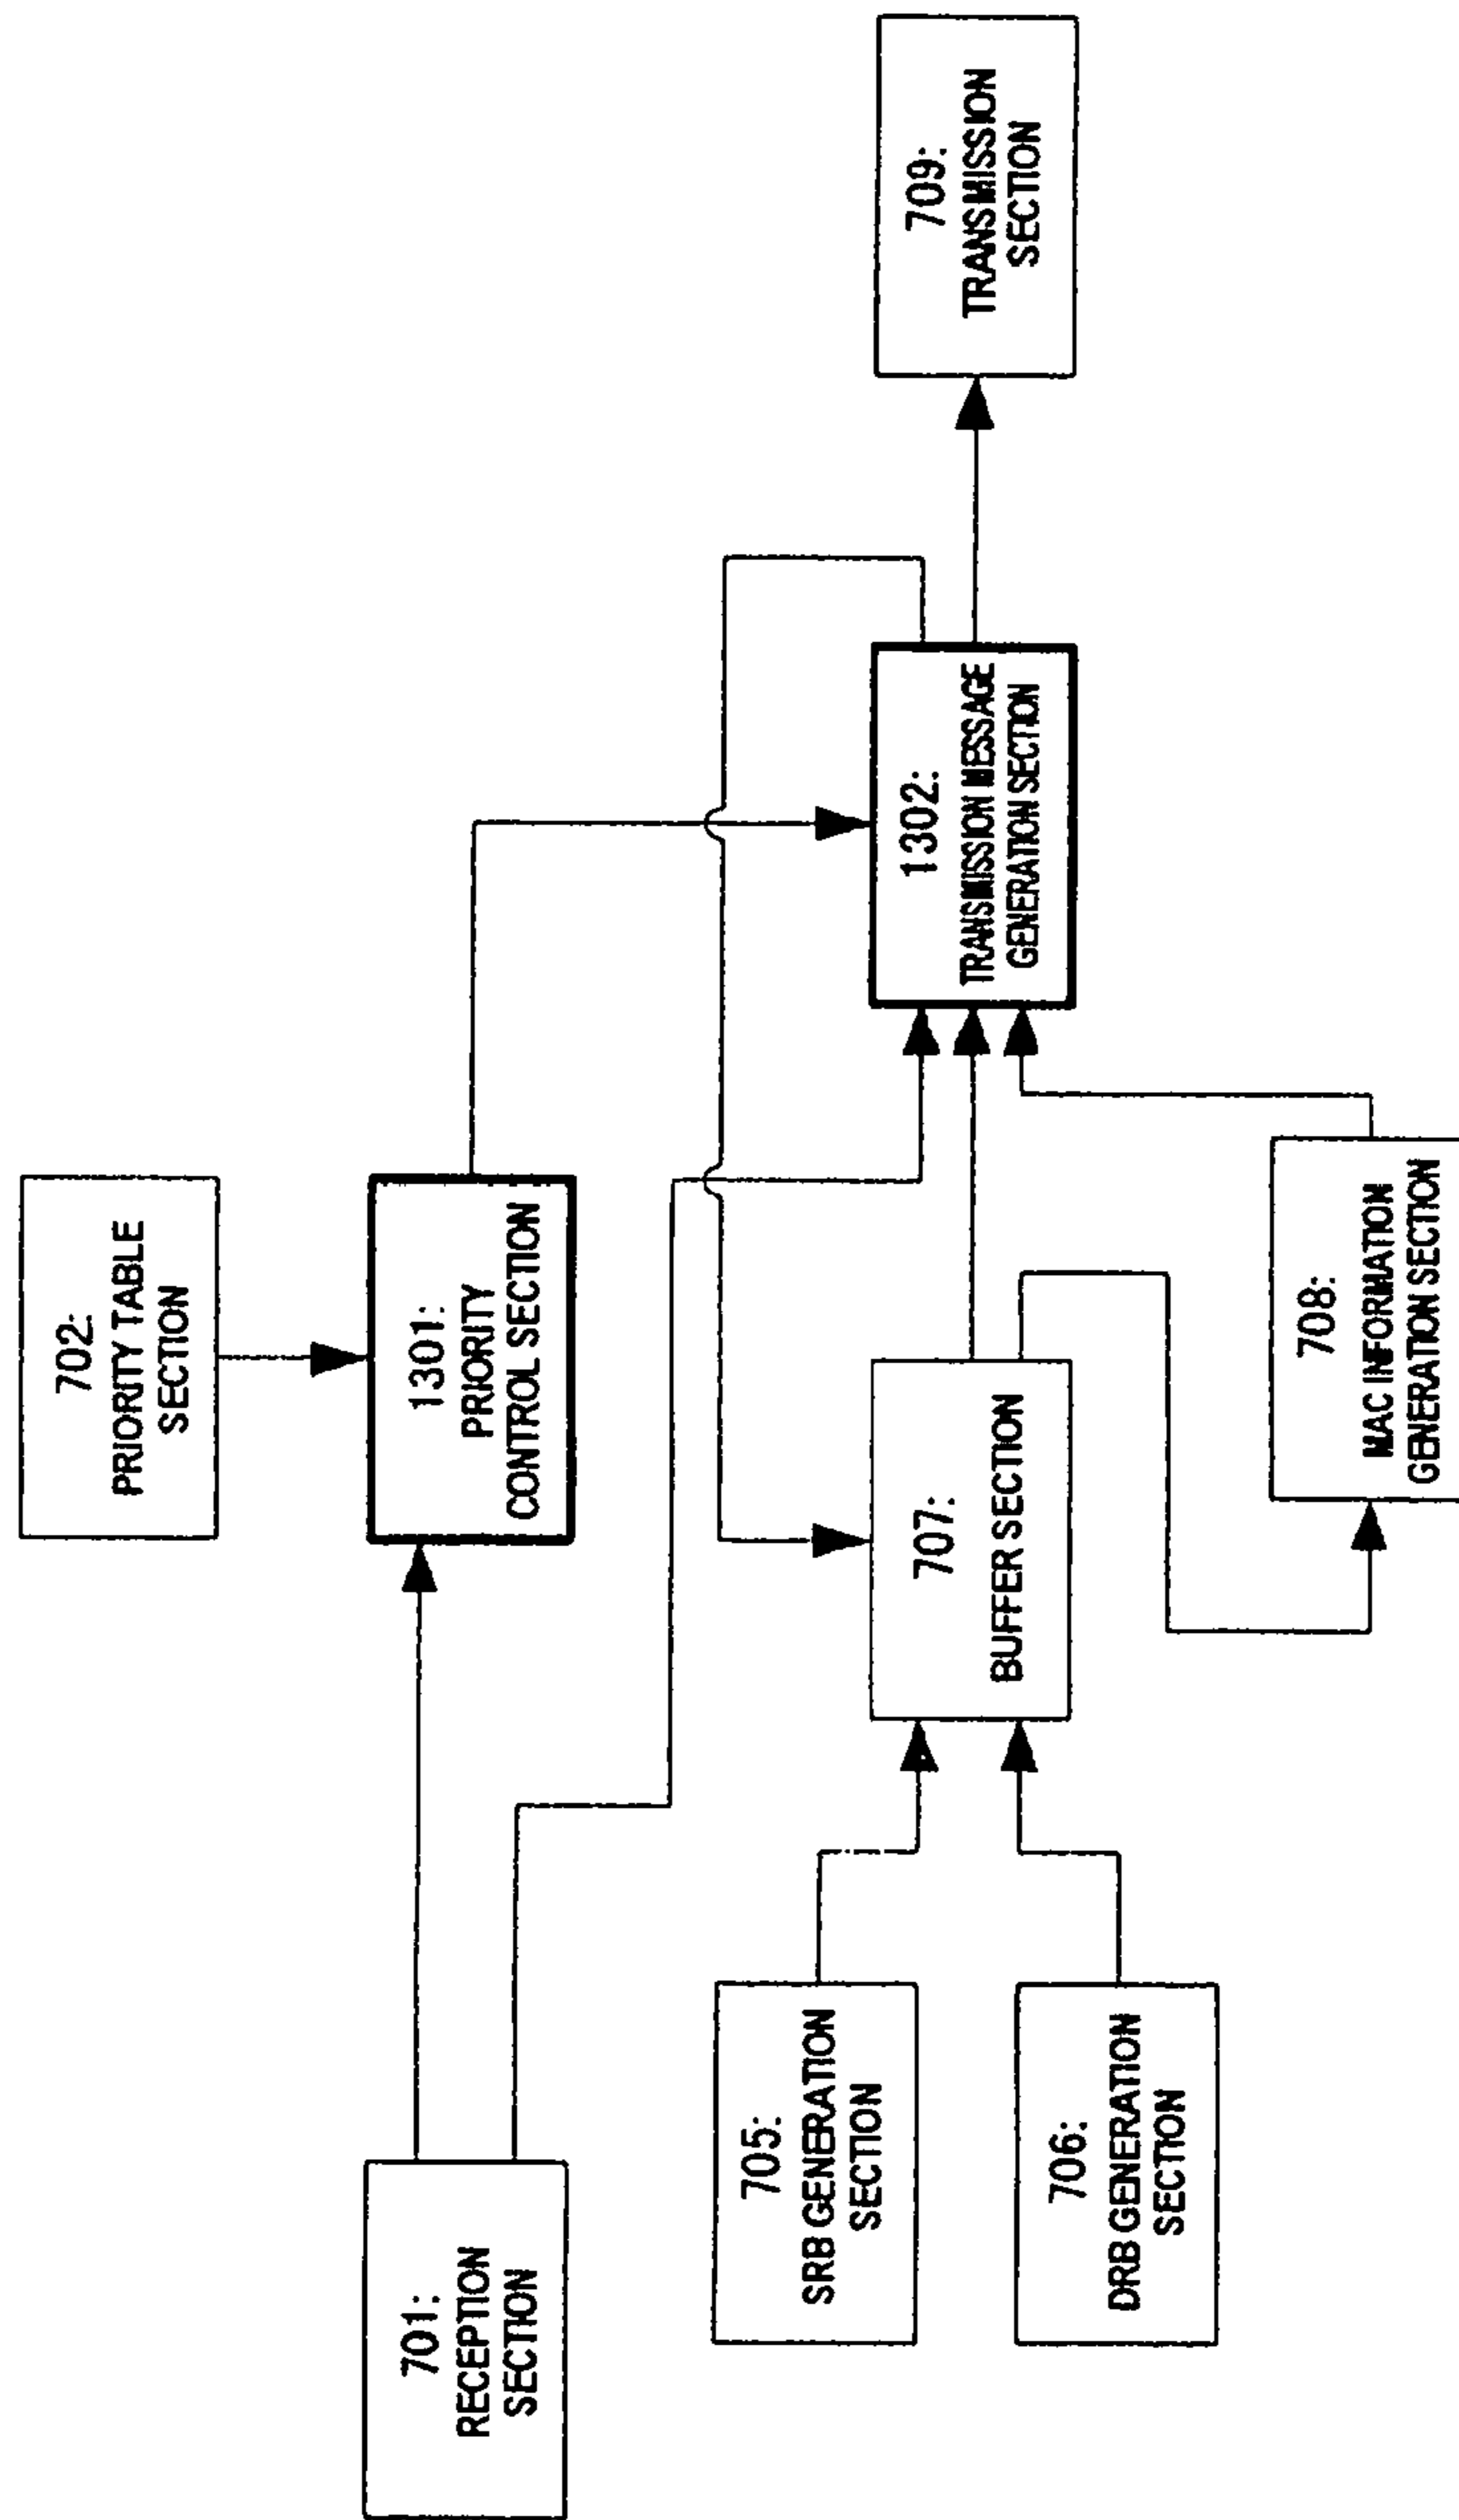 702:
PRIORITY TABLE
SECTION
701:
RECEPTION
SECTION
1301:
PRIORITY
CONTROL SECTION
705:
SRB GENERATION
SECTION
706:
DRB GENERATION
SECTION
707:
BUFFER SECTION
1302:
TRANSMISSION MESSAGE
GENERATION SECTION
709:
TRANSMISSION
SECTION
708:
MAC INFORMATION
GENERATION SECTION